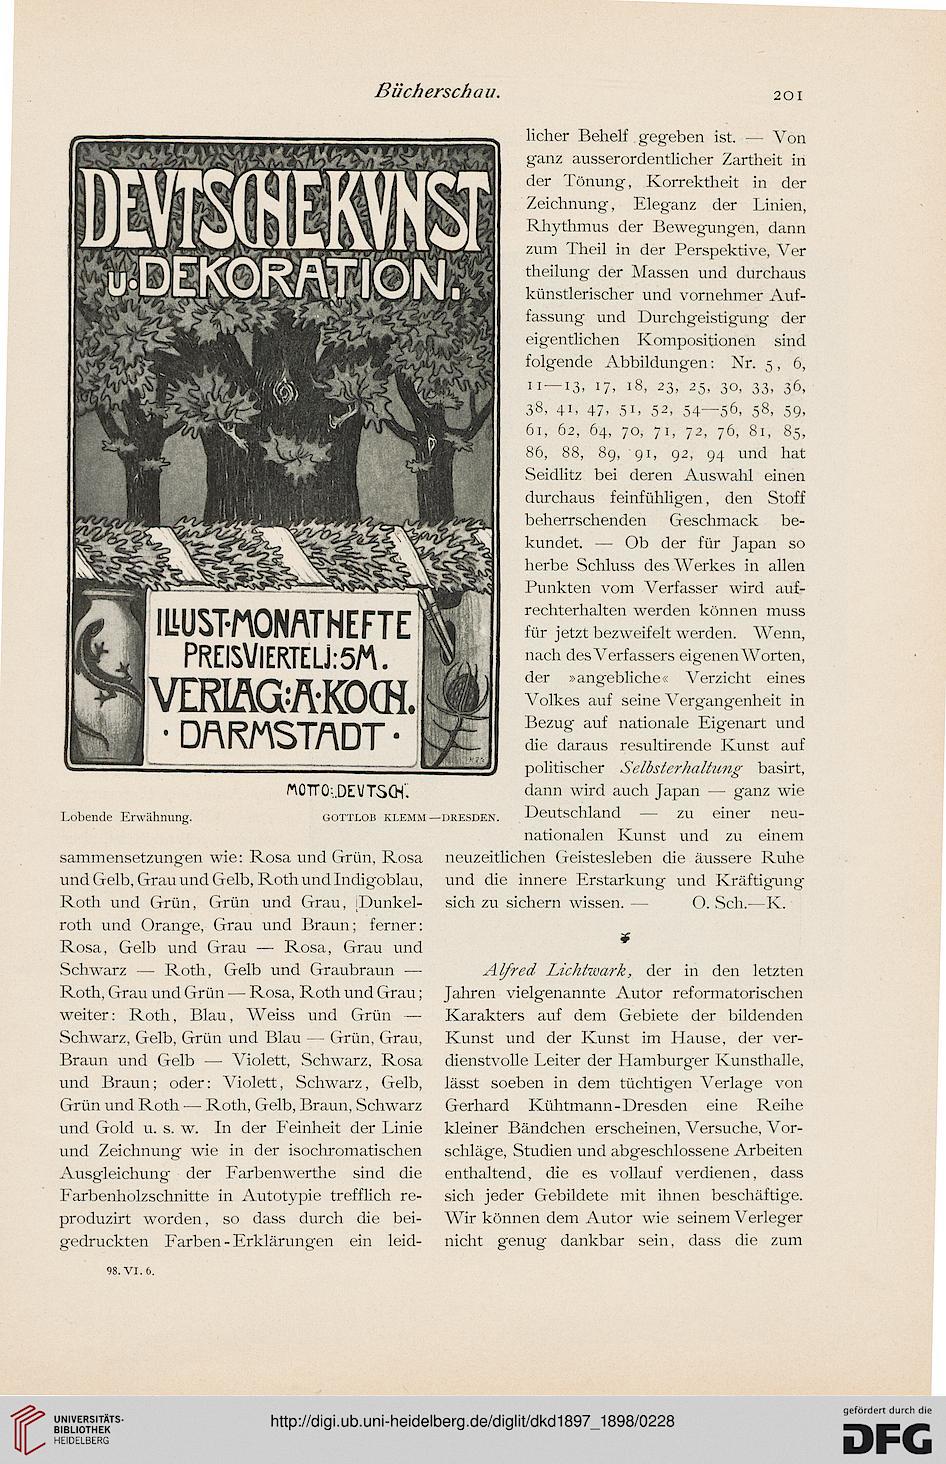 Bücherschau.
201
DEVTSCHE KVNST
U. DEKORATION.
ILLUST·MONATHEFTE
PREIS VIERTELJ: 5M.
VERLAG: A·KOCH.
· DARMSTADT ·
MOTTO: „DEVTSCH".
Lobende Erwähnung.
GOTTLOB KLEMM—DRESDEN.
sammensetzungen wie: Rosa und Grün, Rosa
und Gelb, Grau und Gelb, Roth und Indigoblau,
Roth und Grün, Grün und Grau, Dunkel-
roth und Orange, Grau und Braun; ferner:
Rosa, Gelb und Grau — Rosa, Grau und
Schwarz — Roth, Gelb und Graubraun —
Roth, Grau und Grün — Rosa, Roth und Grau;
weiter: Roth, Blau, Weiss und Grün —
Schwarz, Gelb, Grün und Blau — Grün, Grau,
Braun und Gelb — Violett, Schwarz, Rosa
und Braun; oder: Violett, Schwarz, Gelb,
Grün und Roth — Roth, Gelb, Braun, Schwarz
und Gold u. s. w. In der Feinheit der Linie
und Zeichnung wie in der isochromatischen
Ausgleichung der Farbenwerthe sind die
Farbenholzschnitte in Autotypie trefflich re-
produzirt worden, so dass durch die bei-
gedruckten Farben-Erklärungen ein leid-
licher Behelf gegeben ist. — Von
ganz ausserordentlicher Zartheit in
der Tönung, Korrektheit in der
Zeichnung, Eleganz der Linien,
Rhythmus der Bewegungen, dann
zum Theil in der Perspektive, Ver
theilung der Massen und durchaus
künstlerischer und vornehmer Auf-
fassung und Durchgeistigung der
eigentlichen Kompositionen sind
folgende Abbildungen: Nr. 5, 6,
11—13, 17, 18, 23, 25, 30, 33, 36,
38, 41, 47, 51, 52, 54—56, 58, 59,
61, 62, 64, 70, 71, 72, 76, 81, 85,
86, 88, 89, 91, 92, 94 und hat
Seidlitz bei deren Auswahl einen
durchaus feinfühligen, den Stoff
beherrschenden Geschmack be-
kundet. — Ob der für Japan so
herbe Schluss des Werkes in allen
Punkten vom Verfasser wird auf-
rechterhalten werden können muss
für jetzt bezweifelt werden. Wenn,
nach des Verfassers eigenen Worten,
der »angebliche« Verzicht eines
Volkes auf seine Vergangenheit in
Bezug auf nationale Eigenart und
die daraus resultirende Kunst auf
politischer Selbsterhaltung basirt,
dann wird auch Japan — ganz wie
Deutschland — zu einer neu-
nationalen Kunst und zu einem
neuzeitlichen Geistesleben die äussere Ruhe
und die innere Erstarkung und Kräftigung
sich zu sichern wissen. — O. Sch.—K.
Alfred Lichtwark, der in den letzten
Jahren vielgenannte Autor reformatorischen
Karakters auf dem Gebiete der bildenden
Kunst und der Kunst im Hause, der ver-
dienstvolle Leiter der Hamburger Kunsthalle,
lässt soeben in dem tüchtigen Verlage von
Gerhard Kühtmann-Dresden eine Reihe
kleiner Bändchen erscheinen, Versuche, Vor-
schläge, Studien und abgeschlossene Arbeiten
enthaltend, die es vollauf verdienen, dass
sich jeder Gebildete mit ihnen beschäftige.
Wir können dem Autor wie seinem Verleger
nicht genug dankbar sein, dass die zum
98. VI. 6.
UNIVERSITÄTS-
BIBLIOTHEK
HEIDELBERG
http://digi.ub.uni-heidelberg.de/diglit/dkd1897_1898/0228
gefördert durch die
DFG